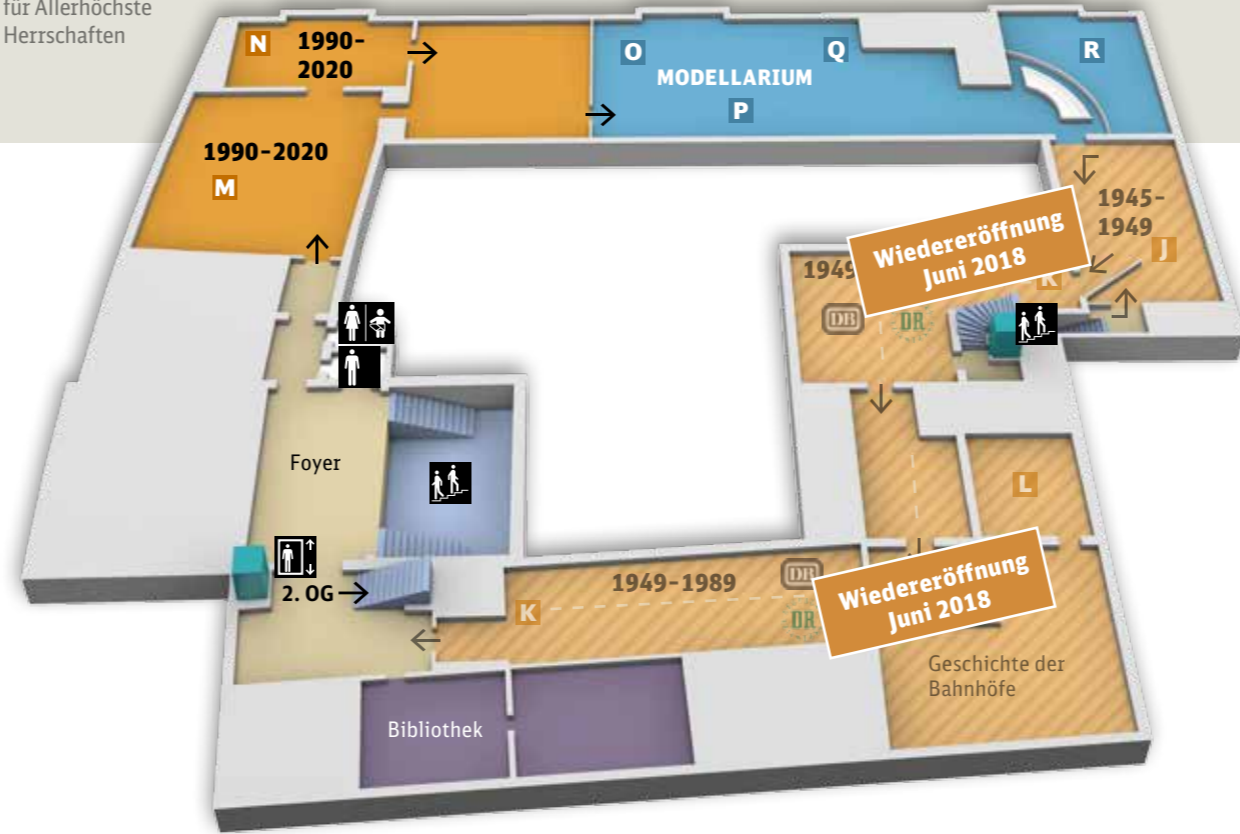 für Allerhöchste
Herrschaften
N
1990-
2020
O
Q
R
MODELLARIUM
P
1990-2020
M
1945-
1949
J
Wiedereröffnung
Juni 2018
1949
K
DB
DR
Foyer
L
2. OG
1949-1989
DB
K
DR
Wiedereröffnung
Juni 2018
Geschichte der
Bahnhöfe
Bibliothek